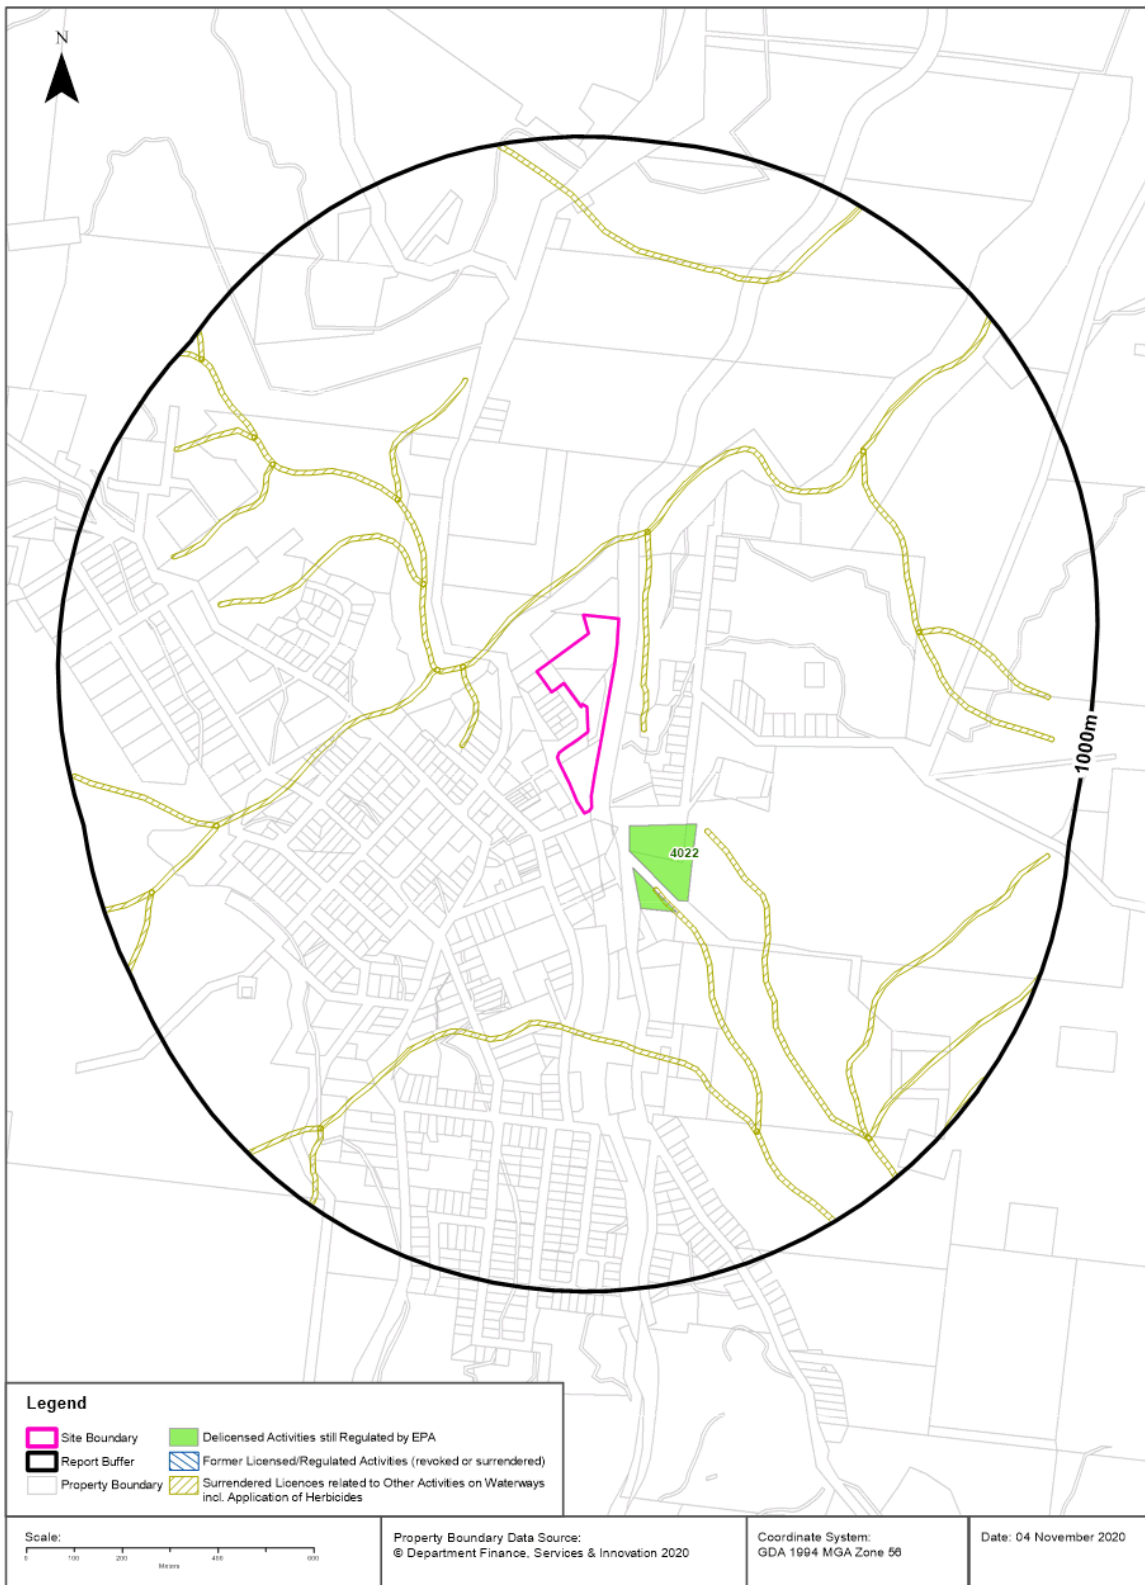 N
1000m
4022
Legend
Site Boundary
Report Buffer
Property Boundary
Delicensed Activities still Regulated by EPA
Former Licensed/Regulated Activities (revoked or surrendered)
Surrendered Licences related to Other Activities on Waterways
incl. Application of Herbicides
Scale:
0 100 200 400 600
Meters
Property Boundary Data Source:
© Department Finance, Services & Innovation 2020
Coordinate System:
GDA 1994 MGA Zone 56
Date: 04 November 2020